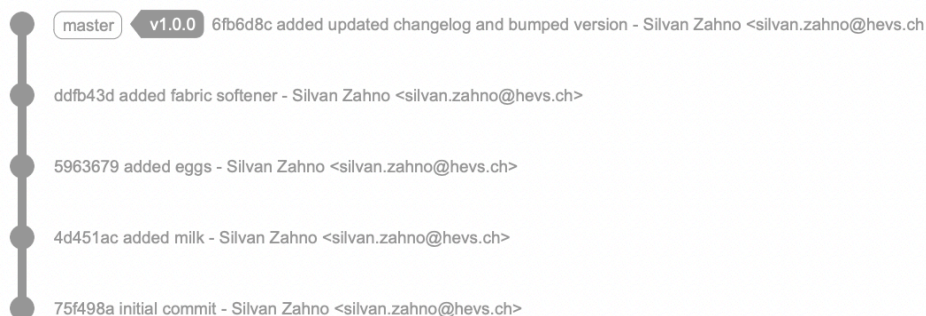 master v1.0.0 6fb6d8c added updated changelog and bumped version - Silvan Zahno <silvan.zahno@hevs.ch
ddfb43d added fabric softener - Silvan Zahno <silvan.zahno@hevs.ch>
5963679 added eggs - Silvan Zahno <silvan.zahno@hevs.ch>
4d451ac added milk - Silvan Zahno <silvan.zahno@hevs.ch>
75f498a initial commit - Silvan Zahno <silvan.zahno@hevs.ch>